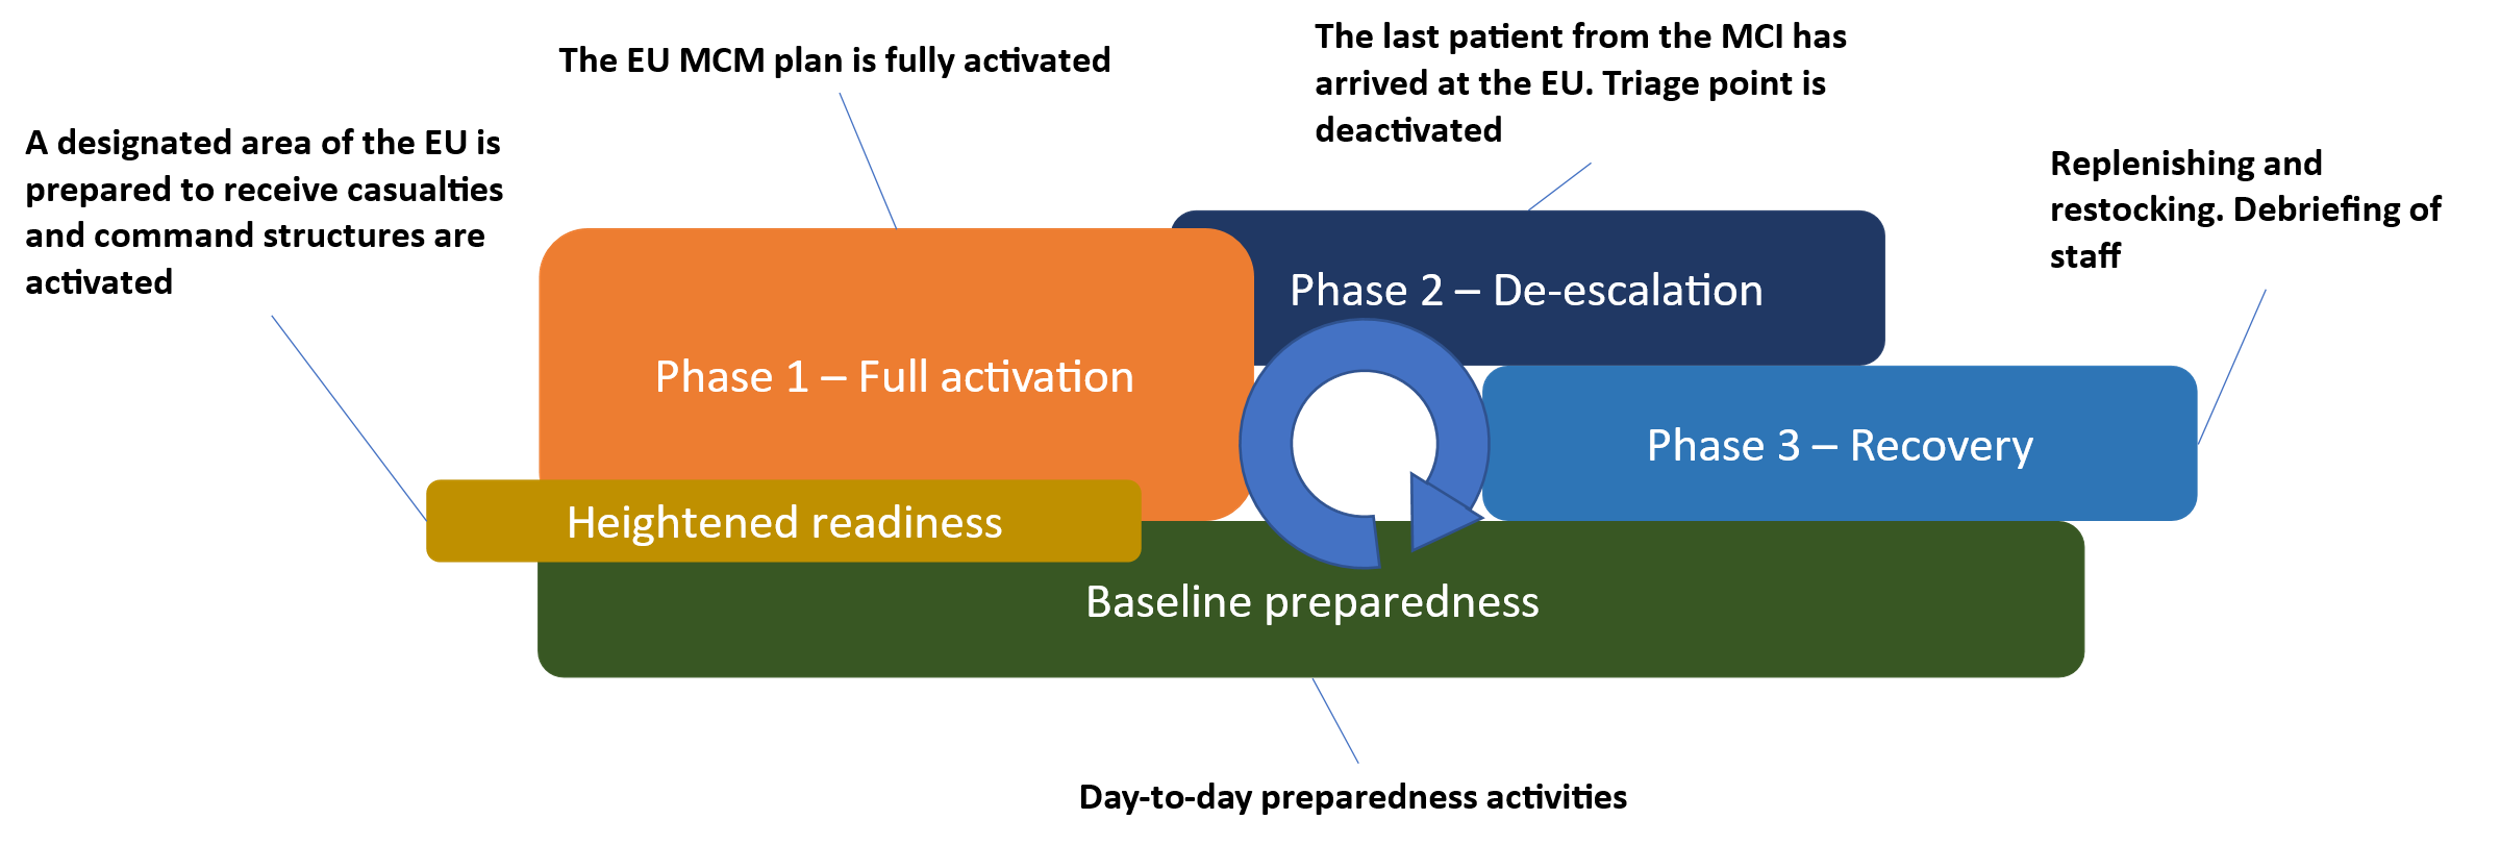 The EU MCM plan is fully activated
The last patient from the MCI has
arrived at the EU. Triage point is
deactivated
A designated area of the EU is
prepared to receive casualties
and command structures are
activated
Replenishing and
restocking. Debriefing of
staff
Phase 2 – De-escalation
Phase 1 – Full activation
Phase 3 – Recovery
Heightened readiness
Baseline preparedness
Day-to-day preparedness activities